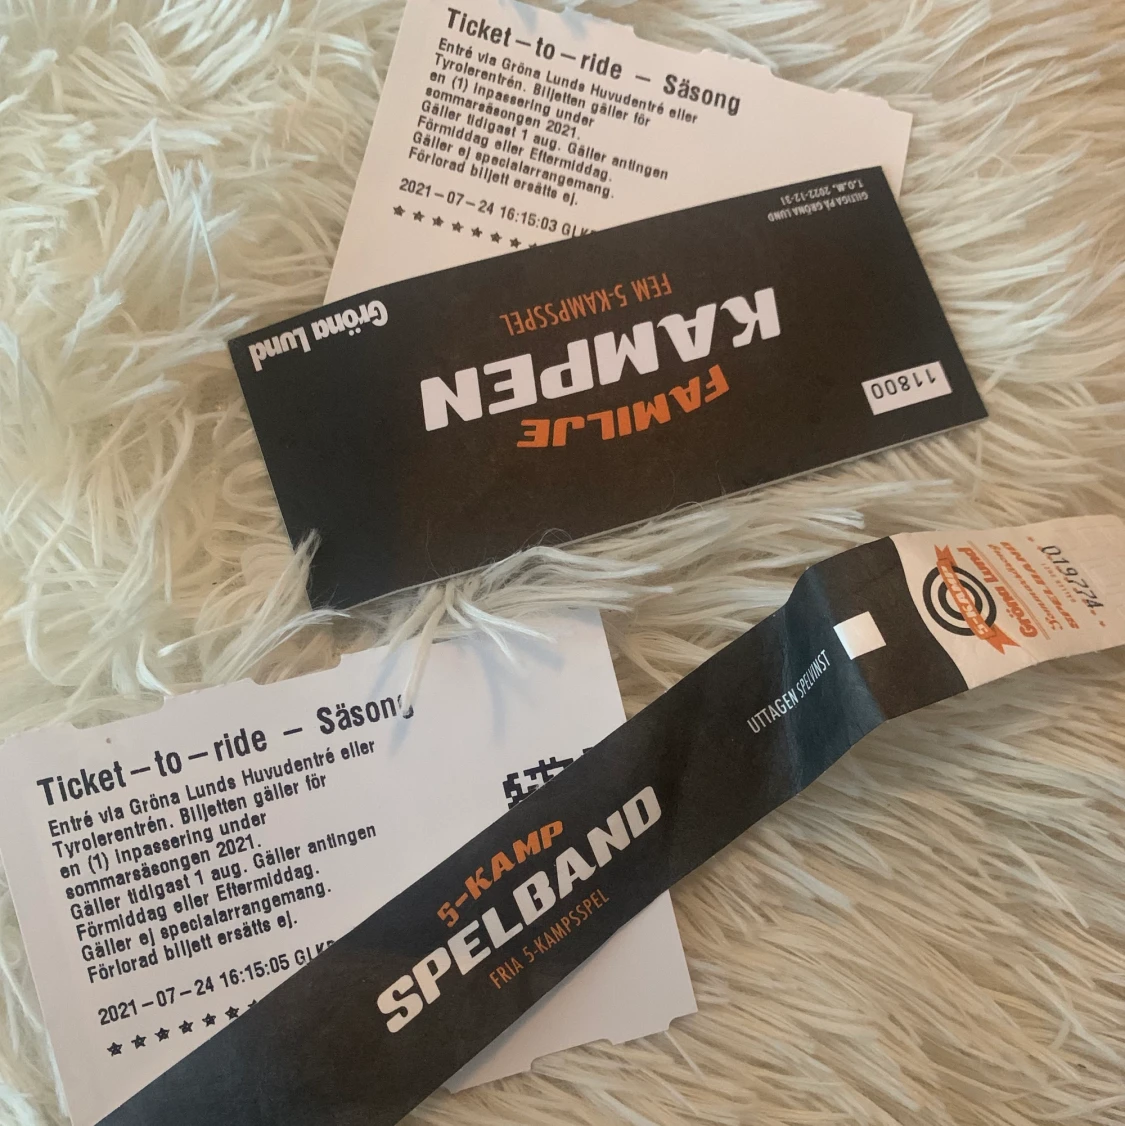 Ticket-to-ride - Säsong
Entré via Gröna Lunds Huvudentré eller
Tyrolerentrén. Biljetten gäller för
en (1) inpassering under
sommarsäsongen 2021.
Gäller tidigast 1 aug. Gäller antingen
Förmiddag eller Eftermiddag.
Gäller ej specialarrangemang.
Förlorad biljett ersätts ej.
2021-07-24 16:15:03
Gröna Lund
FAMILJE
KAMPEN
FEM 5-KAMPSSPEL
11800
GILTIGA PÅ GRÖNA LUND
T.O.M. 2022-12-31
Ticket-to-ride - Säsong
Entré via Gröna Lunds Huvudentré eller
Tyrolerentrén. Biljetten gäller för
en (1) inpassering under
sommarsäsongen 2021.
Gäller tidigast 1 aug. Gäller antingen
Förmiddag eller Eftermiddag.
Gäller ej specialarrangemang.
Förlorad biljett ersätts ej.
2021-07-24 16:15:05
5-KAMP
SPELBAND
FRIA 5-KAMPSSPEL
UTTAGEN SPELVINST
5-KAMP
Gröna Lund
SPELBAND
019774